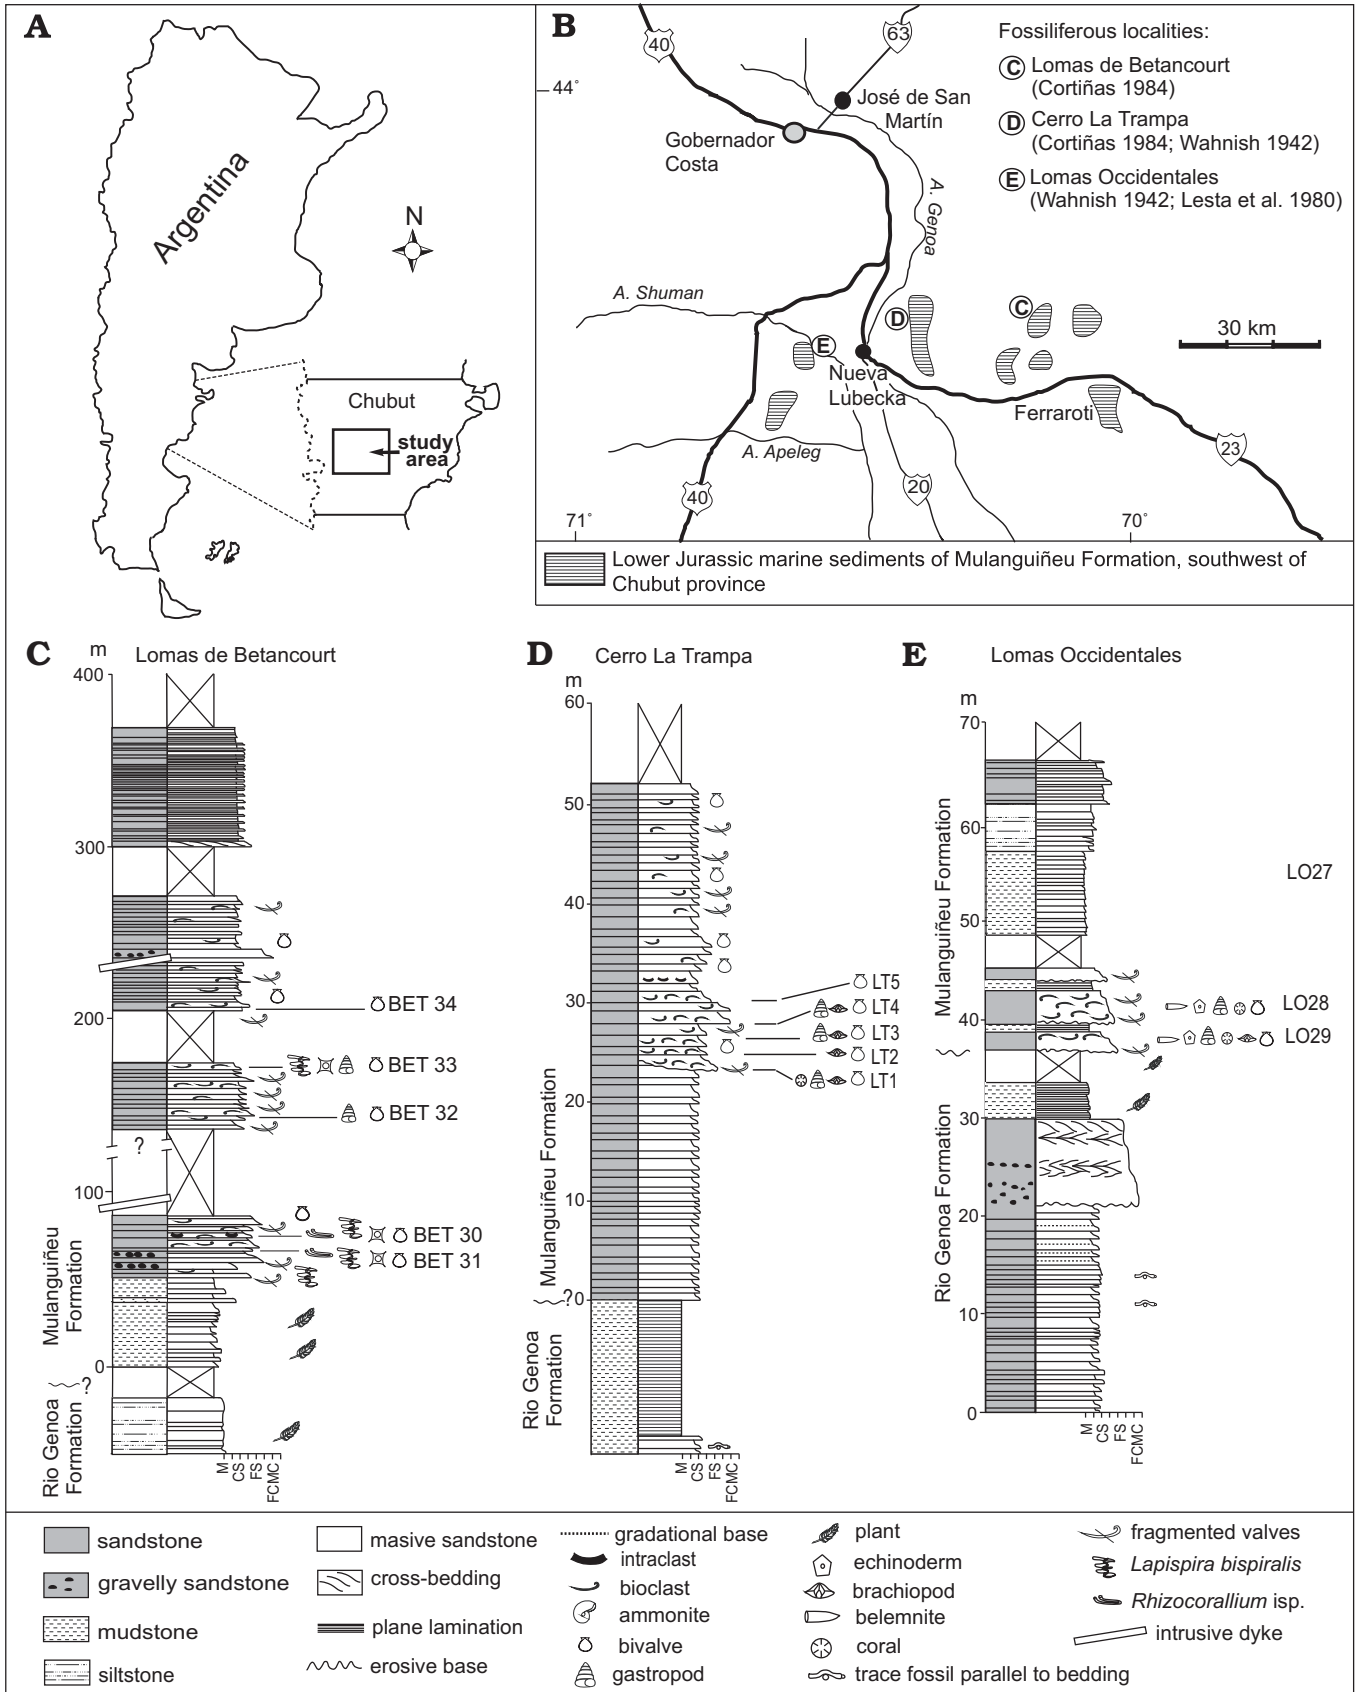 A
Argentina
N
Chubut
study
area
B
40
63
44°
José de San
Martín
Gobernador
Costa
A. Genoa
Fossiliferous localities:
C Lomas de Betancourt
(Cortiñas 1984)
D Cerro La Trampa
(Cortiñas 1984; Wahnish 1942)
E Lomas Occidentales
(Wahnish 1942; Lesta et al. 1980)
A. Shuman
D
C
E
30 km
Nueva
Lubecka
Ferraroti
A. Apeleg
40
20
23
71°
70°
Lower Jurassic marine sediments of Mulanguiñeu Formation, southwest of
Chubut province
C
m
Lomas de Betancourt
400
300
200
100
0
?
?
BET 34
BET 33
BET 32
BET 30
BET 31
Mulanguiñeu
Formation
Rio Genoa
Formation
M
CS
FS
FCMC
D
Cerro La Trampa
m
60
50
40
30
20
10
?0
LT5
LT4
LT3
LT2
LT1
Mulanguiñeu Formation
Rio Genoa
Formation
M
CS
FS
FCMC
E
Lomas Occidentales
m
70
60
50
40
30
20
10
0
LO27
LO28
LO29
Mulanguiñeu Formation
Rio Genoa Formation
M
CS
FS
FCMC
sandstone
gravelly sandstone
mudstone
siltstone
masive sandstone
cross-bedding
plane lamination
erosive base
gradational base
intraclast
bioclast
ammonite
bivalve
gastropod
plant
echinoderm
brachiopod
belemnite
coral
trace fossil parallel to bedding
fragmented valves
Lapispira bispiralis
Rhizocorallium isp.
intrusive dyke